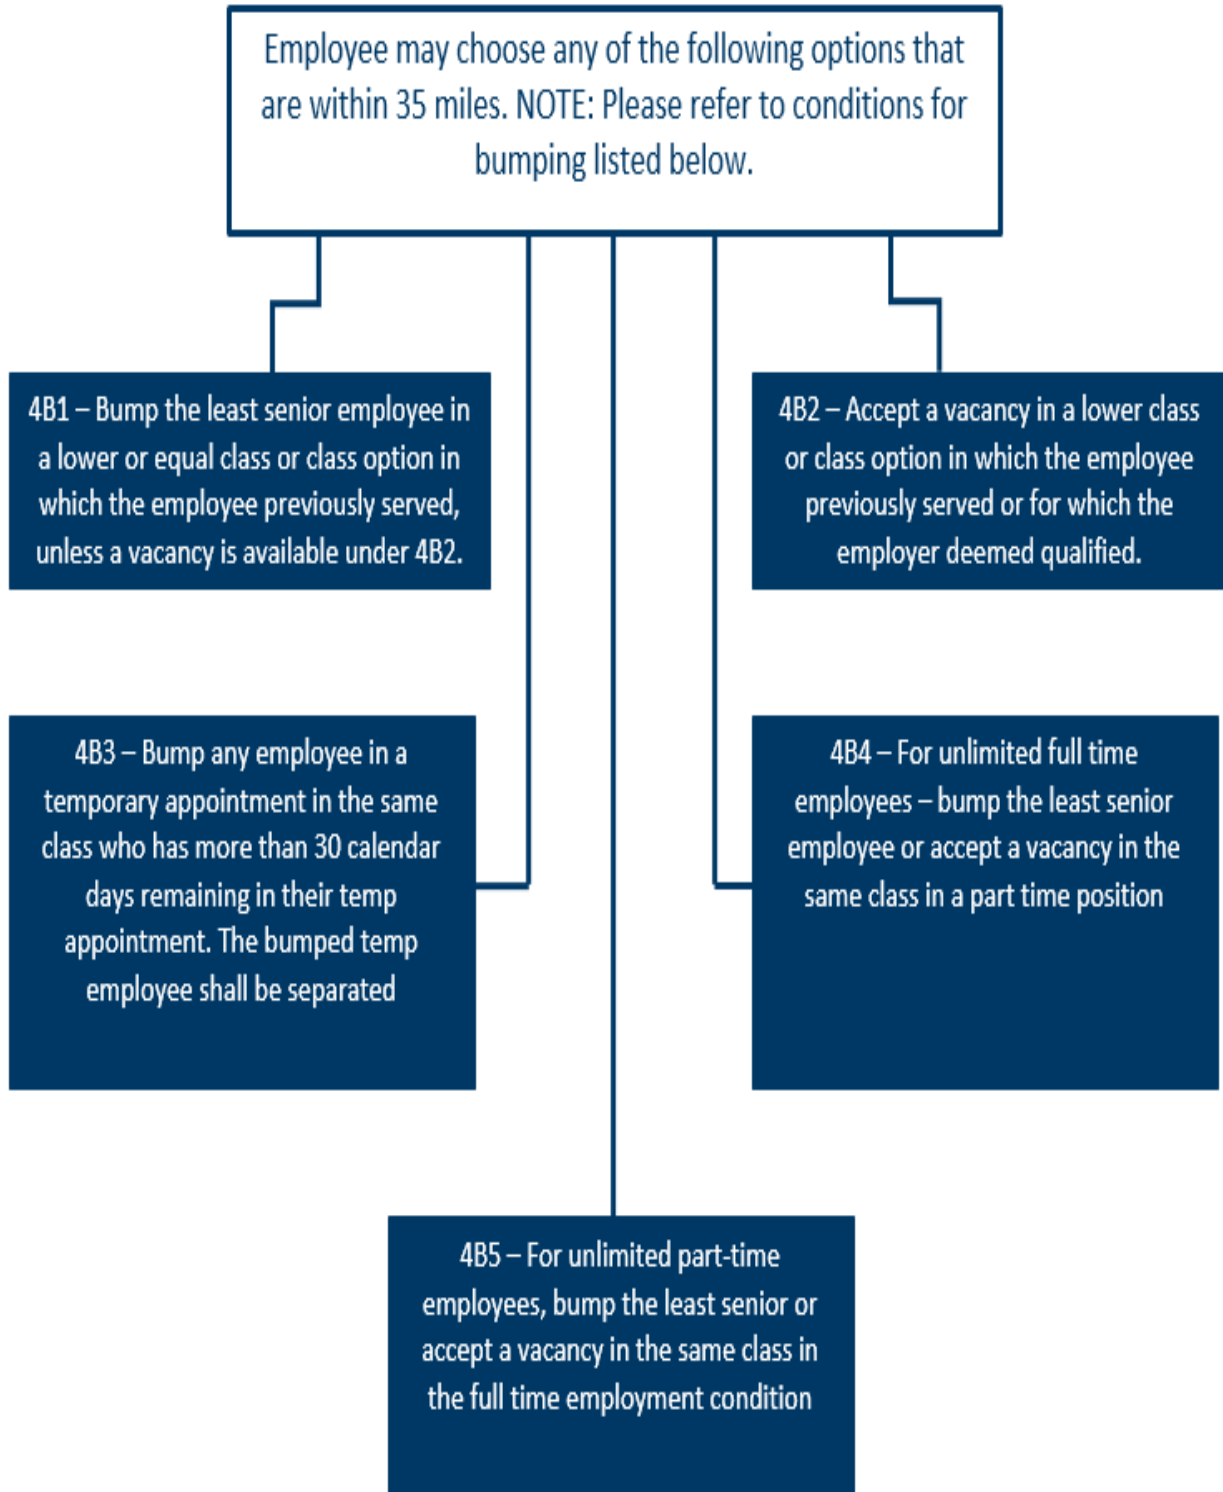 Employee may choose any of the following options that
are within 35 miles. NOTE: Please refer to conditions for
bumping listed below.
4B1 – Bump the least senior employee in
a lower or equal class or class option in
which the employee previously served,
unless a vacancy is available under 4B2.
4B2 – Accept a vacancy in a lower class
or class option in which the employee
previously served or for which the
employer deemed qualified.
4B3 – Bump any employee in a
temporary appointment in the same
class who has more than 30 calendar
days remaining in their temp
appointment. The bumped temp
employee shall be separated
4B4 – For unlimited full time
employees – bump the least senior
employee or accept a vacancy in the
same class in a part time position
4B5 – For unlimited part-time
employees, bump the least senior or
accept a vacancy in the same class in
the full time employment condition